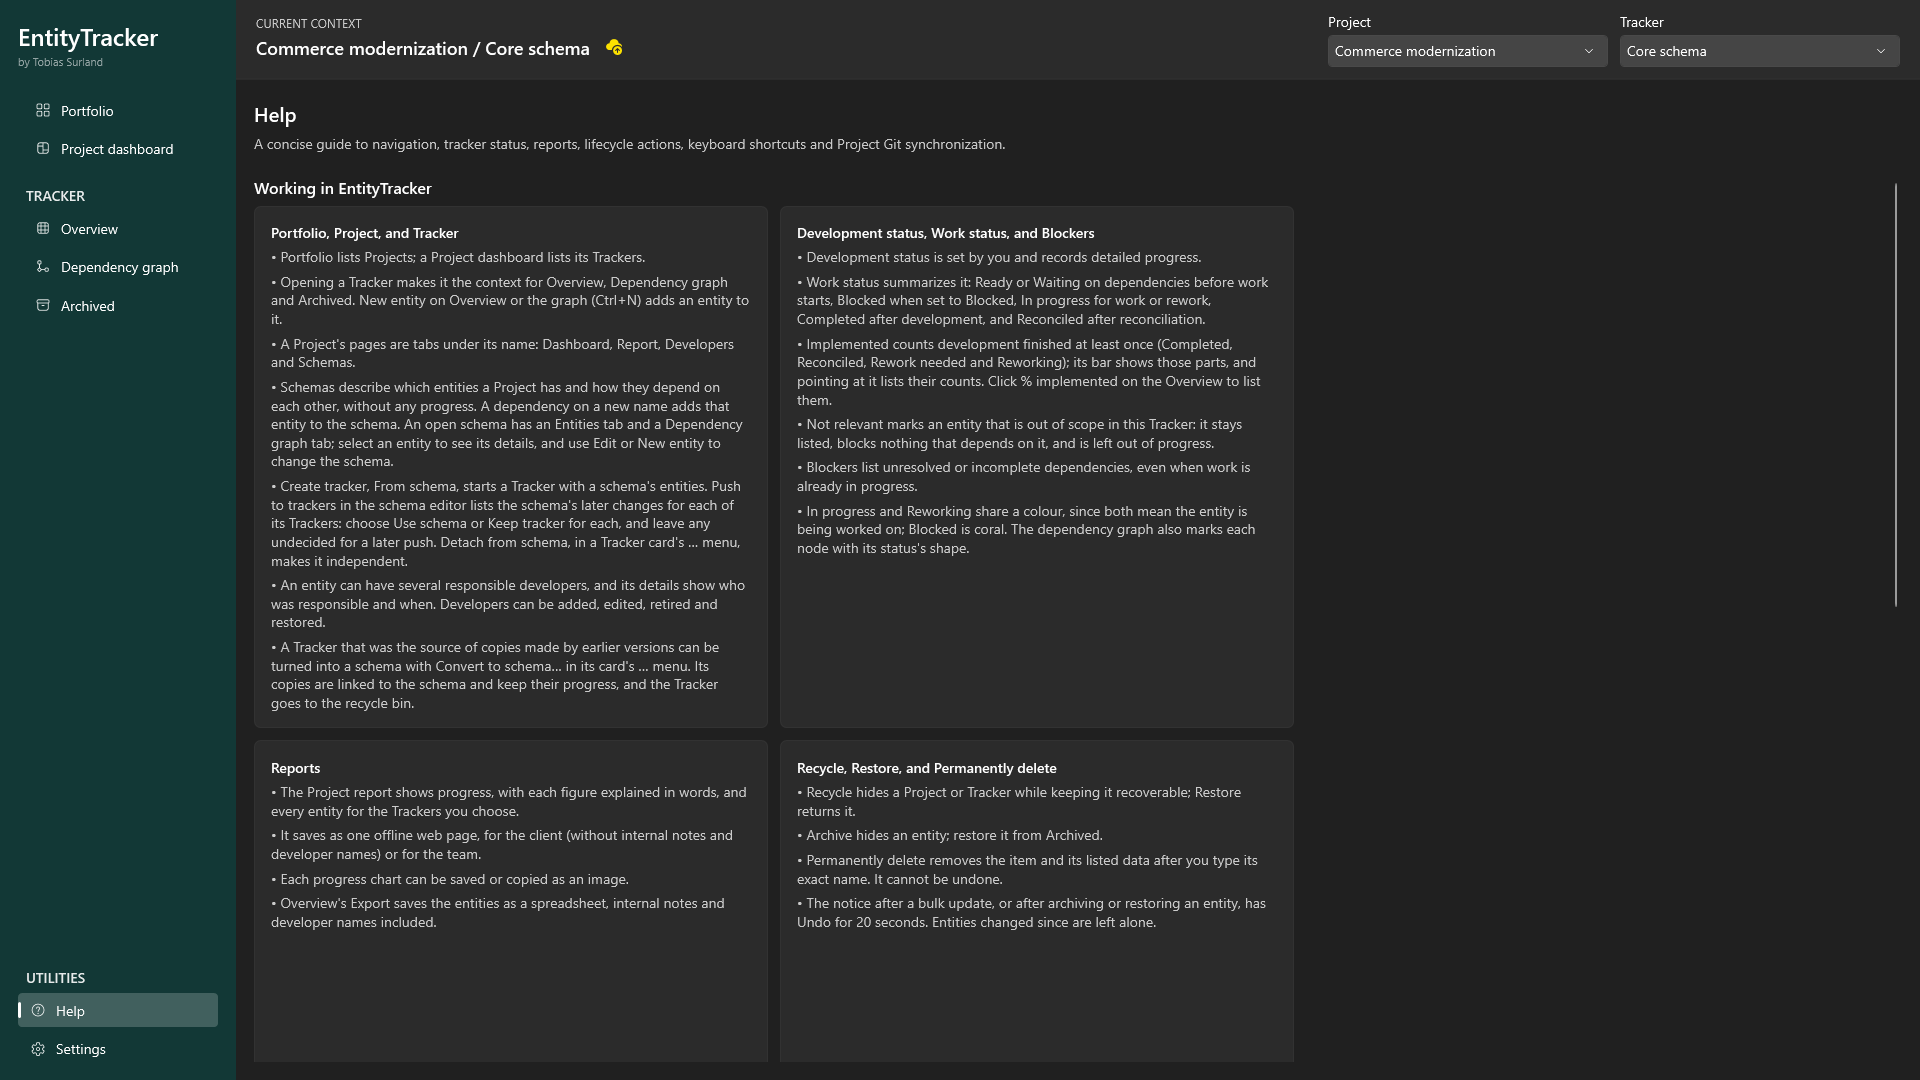 EntityTracker
by Tobias Surland
Portfolio
Project dashboard
TRACKER
Overview
Dependency graph
Archived
UTILITIES
Help
Settings
CURRENT CONTEXT
Commerce modernization / Core schema
Project
Commerce modernization
Tracker
Core schema
Help
A concise guide to navigation, tracker status, reports, lifecycle actions, keyboard shortcuts and Project Git synchronization.
Working in EntityTracker
Portfolio, Project, and Tracker
• Portfolio lists Projects; a Project dashboard lists its Trackers.
• Opening a Tracker makes it the context for Overview, Dependency graph
and Archived. New entity on Overview or the graph (Ctrl+N) adds an entity to
it.
• A Project's pages are tabs under its name: Dashboard, Report, Developers
and Schemas.
• Schemas describe which entities a Project has and how they depend on
each other, without any progress. A dependency on a new name adds that
entity to the schema. An open schema has an Entities tab and a Dependency
graph tab; select an entity to see its details, and use Edit or New entity to
change the schema.
• Create tracker, From schema, starts a Tracker with a schema's entities. Push
to trackers in the schema editor lists the schema's later changes for each of
its Trackers: choose Use schema or Keep tracker for each, and leave any
undecided for a later push. Detach from schema, in a Tracker card's ... menu,
makes it independent.
• An entity can have several responsible developers, and its details show who
was responsible and when. Developers can be added, edited, retired and
restored.
• A Tracker that was the source of copies made by earlier versions can be
turned into a schema with Convert to schema... in its card's ... menu. Its
copies are linked to the schema and keep their progress, and the Tracker
goes to the recycle bin.
Development status, Work status, and Blockers
• Development status is set by you and records detailed progress.
• Work status summarizes it: Ready or Waiting on dependencies before work
starts, Blocked when set to Blocked, In progress for work or rework,
Completed after development, and Reconciled after reconciliation.
• Implemented counts development finished at least once (Completed,
Reconciled, Rework needed and Reworking); its bar shows those parts, and
pointing at it lists their counts. Click % implemented on the Overview to list
them.
• Not relevant marks an entity that is out of scope in this Tracker: it stays
listed, blocks nothing that depends on it, and is left out of progress.
• Blockers list unresolved or incomplete dependencies, even when work is
already in progress.
• In progress and Reworking share a colour, since both mean the entity is
being worked on; Blocked is coral. The dependency graph also marks each
node with its status's shape.
Reports
• The Project report shows progress, with each figure explained in words, and
every entity for the Trackers you choose.
• It saves as one offline web page, for the client (without internal notes and
developer names) or for the team.
• Each progress chart can be saved or copied as an image.
• Overview's Export saves the entities as a spreadsheet, internal notes and
developer names included.
Recycle, Restore, and Permanently delete
• Recycle hides a Project or Tracker while keeping it recoverable; Restore
returns it.
• Archive hides an entity; restore it from Archived.
• Permanently delete removes the item and its listed data after you type its
exact name. It cannot be undone.
• The notice after a bulk update, or after archiving or restoring an entity, has
Undo for 20 seconds. Entities changed since are left alone.